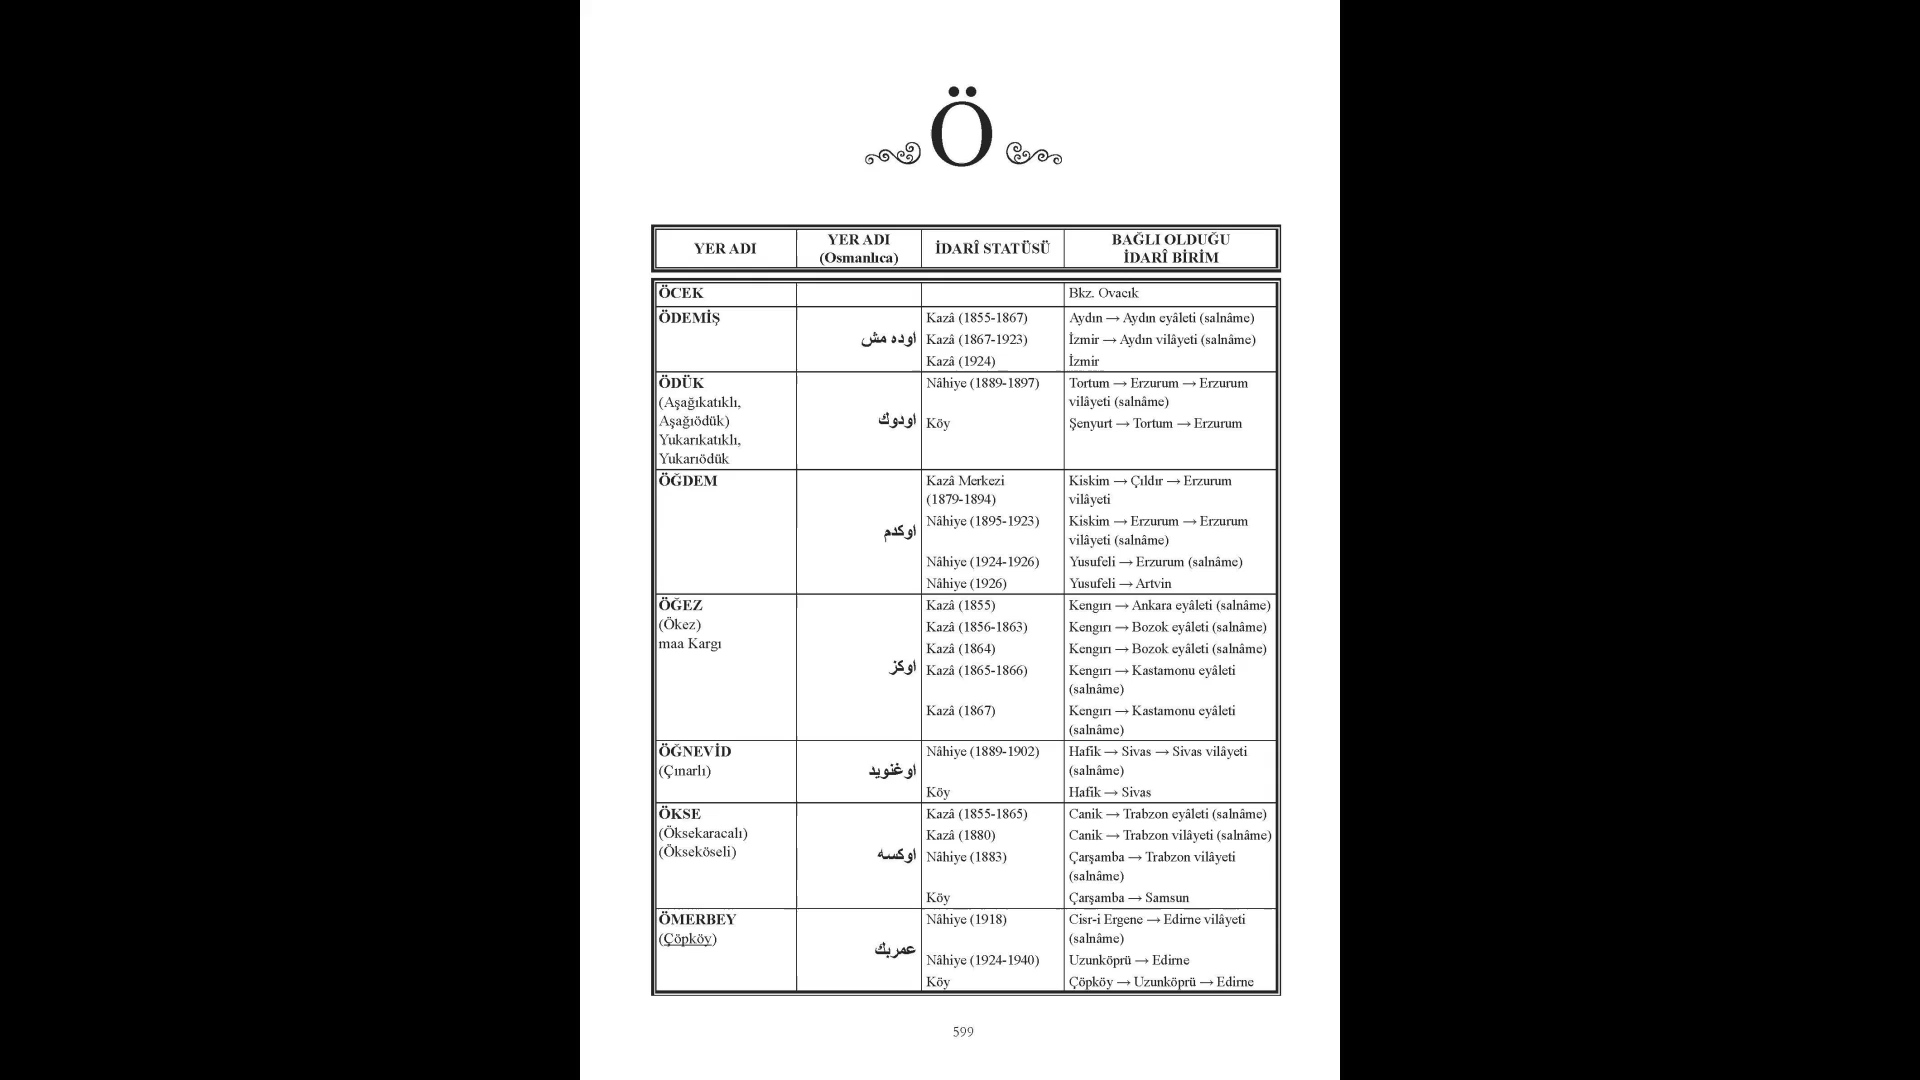 Ö
YER ADI
YER ADI
(Osmanlıca)
İDARÎ STATÜSÜ
BAĞLI OLDUĞU
İDARÎ BİRİM
ÖCEK
Bkz. Ovacık
ÖDEMİŞ
اوده مش
Kazâ (1855-1867)
Aydın → Aydın eyâleti (salnâme)
Kazâ (1867-1923)
İzmir → Aydın vilâyeti (salnâme)
Kazâ (1924)
İzmir
ÖDÜK
(Aşağıkatıklı,
Aşağıödük)
Yukarıkatıklı,
Yukarıödük
اودوك
Nâhiye (1889-1897)
Tortum → Erzurum → Erzurum
vilâyeti (salnâme)
Köy
Şenyurt → Tortum → Erzurum
ÖĞDEM
اوكدم
Kazâ Merkezi
(1879-1894)
Kiskim → Çıldır → Erzurum
vilâyeti
Nâhiye (1895-1923)
Kiskim → Erzurum → Erzurum
vilâyeti (salnâme)
Nâhiye (1924-1926)
Yusufeli → Erzurum (salnâme)
Nâhiye (1926)
Yusufeli → Artvin
ÖĞEZ
(Ökez)
maa Kargı
اوكز
Kazâ (1855)
Kengırı → Ankara eyâleti (salnâme)
Kazâ (1856-1863)
Kengırı → Bozok eyâleti (salnâme)
Kazâ (1864)
Kengırı → Bozok eyâleti (salnâme)
Kazâ (1865-1866)
Kengırı → Kastamonu eyâleti
(salnâme)
Kazâ (1867)
Kengırı → Kastamonu eyâleti
(salnâme)
ÖĞNEVİD
(Çınarlı)
اوغنويد
Nâhiye (1889-1902)
Hafik → Sivas → Sivas vilâyeti
(salnâme)
Köy
Hafik → Sivas
ÖKSE
(Öksekaracalı)
(Ökseköseli)
اوكسه
Kazâ (1855-1865)
Canik → Trabzon eyâleti (salnâme)
Kazâ (1880)
Canik → Trabzon vilâyeti (salnâme)
Nâhiye (1883)
Çarşamba → Trabzon vilâyeti
(salnâme)
Köy
Çarşamba → Samsun
ÖMERBEY
(Çöpköy)
عمربك
Nâhiye (1918)
Cisr-i Ergene → Edirne vilâyeti
(salnâme)
Nâhiye (1924-1940)
Uzunköprü → Edirne
Köy
Çöpköy → Uzunköprü → Edirne
599